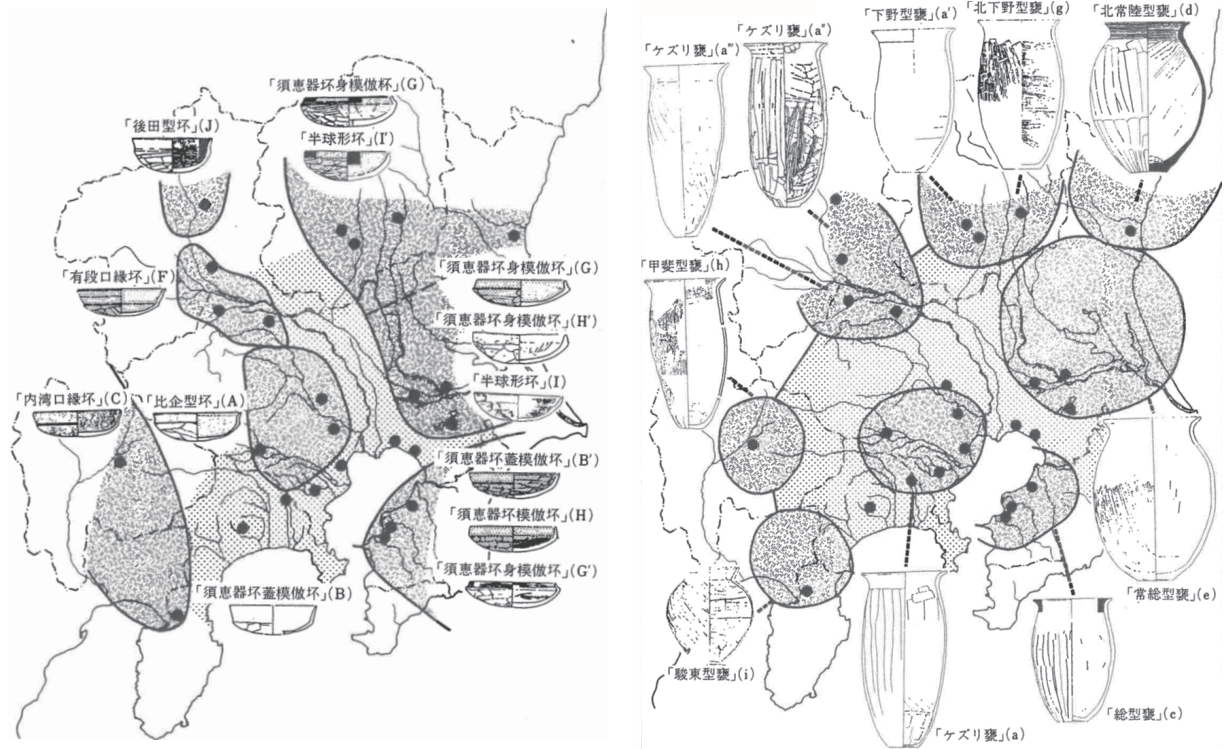 「須恵器坏身模倣杯」(G)
「後田型坏」(J)
「半球形坏」(I′)
「有段口縁坏」(F)
「須恵器坏身模倣坏」(G)
「須恵器坏身模倣坏」(H′)
「半球形坏」(I)
「内湾口縁坏」(C)
「比企型坏」(A)
「須恵器坏蓋模倣坏」(B′)
「須恵器坏模倣坏」(H)
「須恵器坏身模倣坏」(G′)
「須恵器坏蓋模倣坏」(B)
「ケズリ甕」(a‴)
「ケズリ甕」(a″)
「下野型甕」(a′)
「北下野型甕」(g)
「北常陸型甕」(d)
「甲斐型甕」(h)
「常総型甕」(e)
「駿東型甕」(i)
「総型甕」(c)
「ケズリ甕」(a)